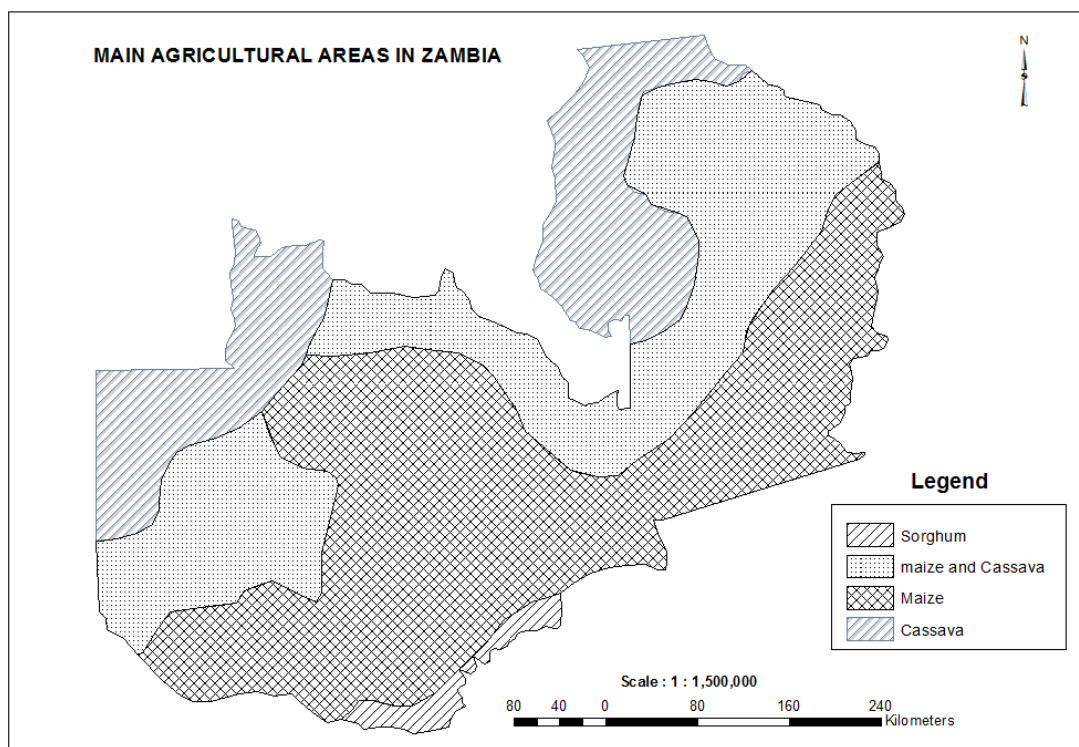 MAIN AGRICULTURAL AREAS IN ZAMBIA
N
Legend
Sorghum
maize and Cassava
Maize
Cassava
Scale : 1 : 1,500,000
80 40 0 80 160 240
Kilometers